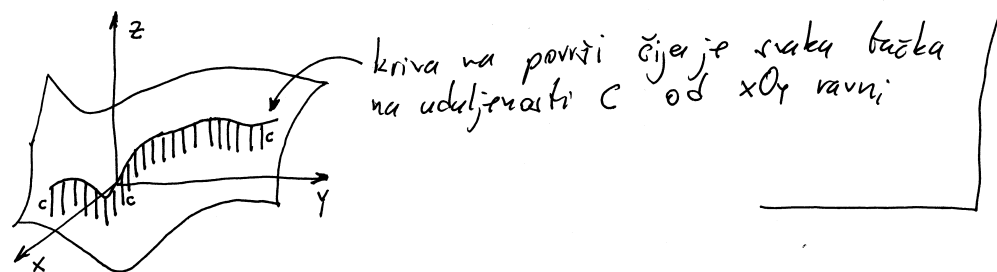 z
kriva na površi čija je svaka tačka
na udaljenosti C od xOy ravni
c
c
c
y
x